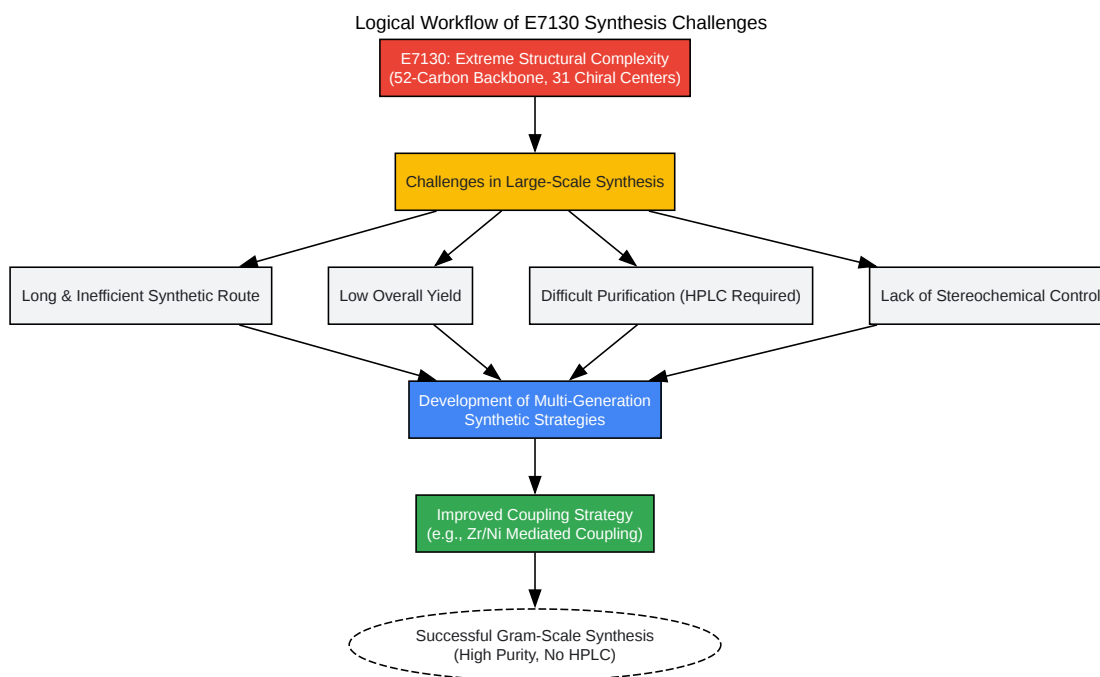 Logical Workflow of E7130 Synthesis Challenges
E7130: Extreme Structural Complexity
(52-Carbon Backbone, 31 Chiral Centers)
Challenges in Large-Scale Synthesis
Long & Inefficient Synthetic Route
Low Overall Yield
Difficult Purification (HPLC Required)
Lack of Stereochemical Control
Development of Multi-Generation
Synthetic Strategies
Improved Coupling Strategy
(e.g., Zr/Ni Mediated Coupling)
Successful Gram-Scale Synthesis
(High Purity, No HPLC)